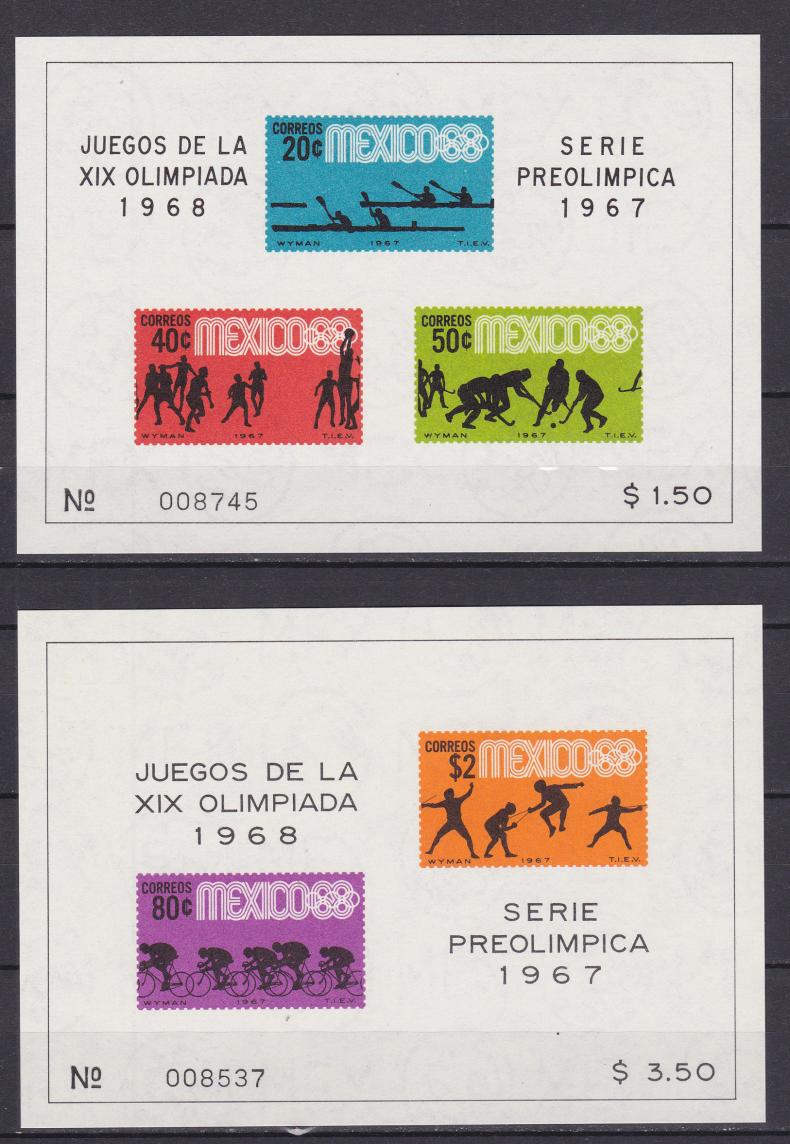 JUEGOS DE LA
XIX OLIMPIADA
1968
CORREOS
20¢
MEXICO68
WYMAN 1967 T.I.E.V.
SERIE
PREOLIMPICA
1967
CORREOS
40¢
MEXICO68
WYMAN 1967 T.I.E.V.
CORREOS
50¢
MEXICO68
WYMAN 1967 T.I.E.V.
Nº 008745
$ 1.50
JUEGOS DE LA
XIX OLIMPIADA
1968
CORREOS
$2
MEXICO68
WYMAN 1967 T.I.E.V.
CORREOS
80¢
MEXICO68
WYMAN 1967 T.I.E.V.
SERIE
PREOLIMPICA
1967
Nº 008537
$ 3.50